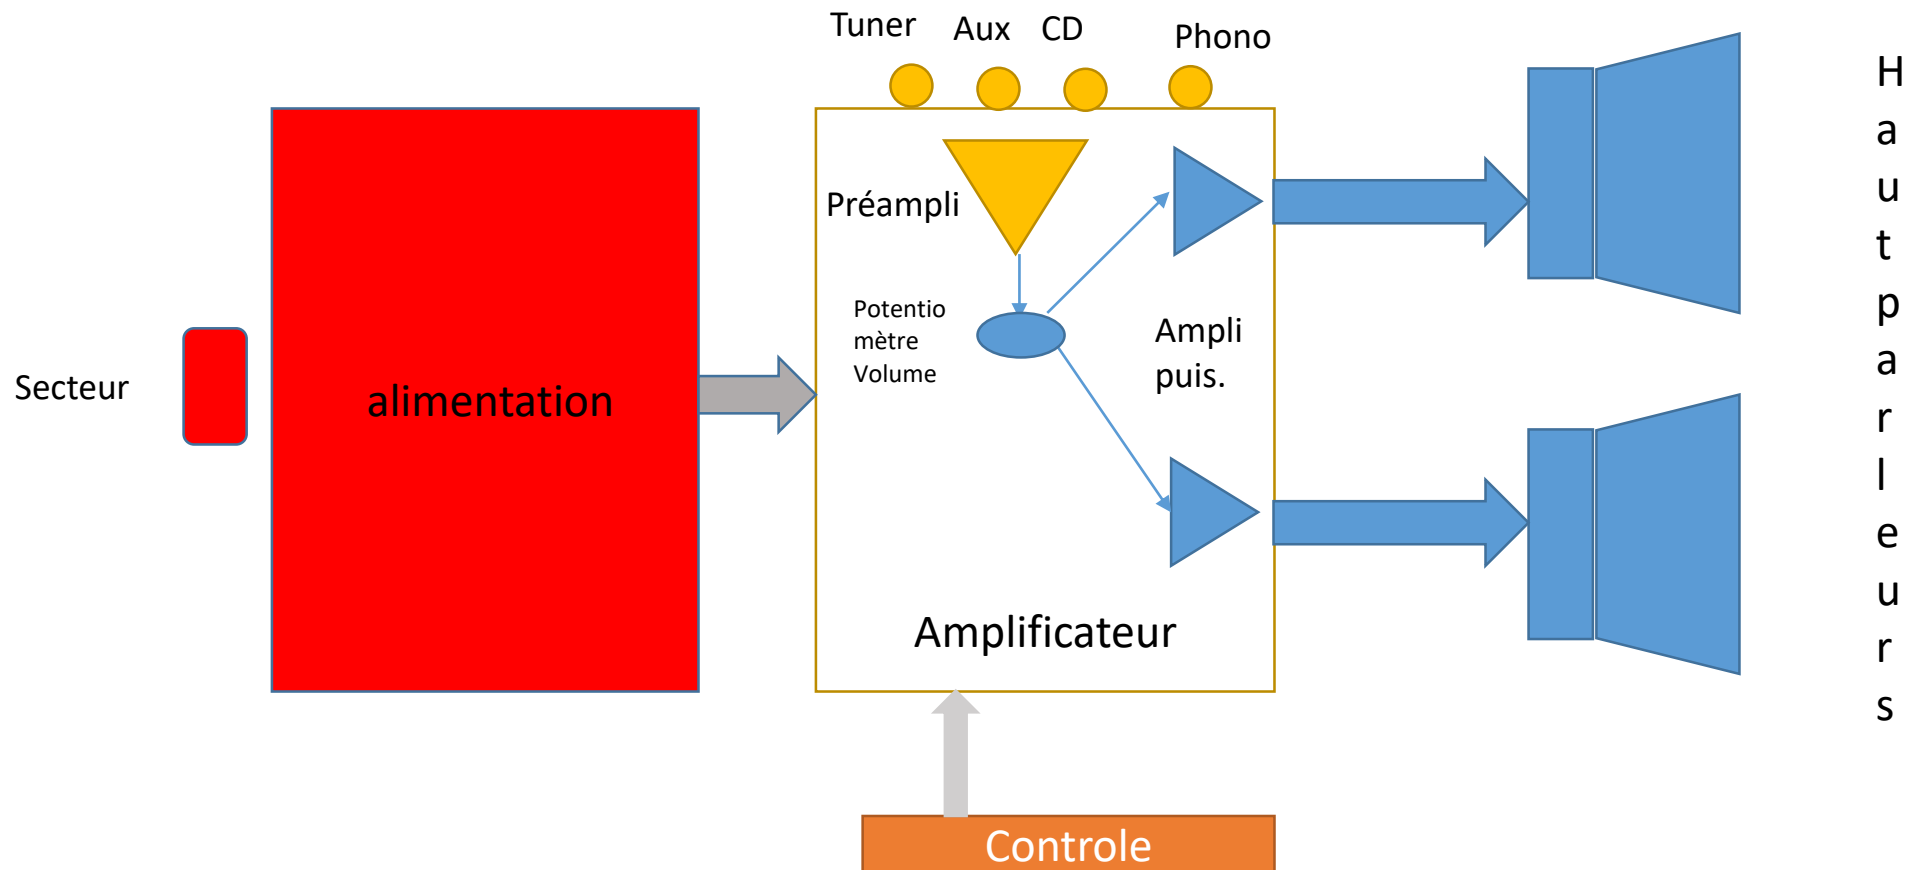 Tuner
Aux
CD
Phono
Préampli
Potentio
mètre
Volume
Ampli
puis.
Secteur
alimentation
Amplificateur
Controle
H
a
u
t
p
a
r
l
e
u
r
s